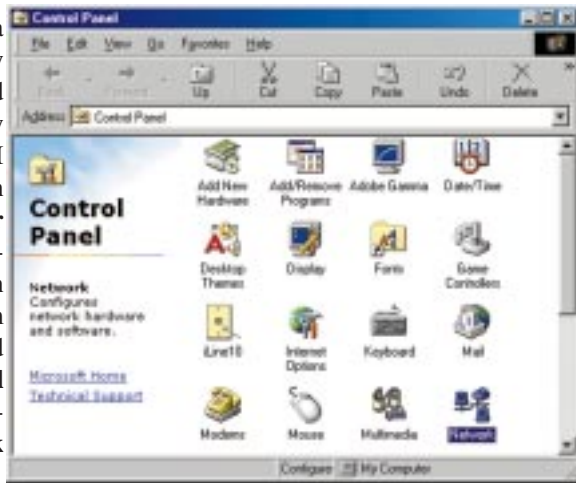 Control Panel
File Edit View Go Favorites Help
Back Forward Up Cut Copy Paste Undo Delete »
Address Control Panel
Control
Panel
Network
Configures
network hardware
and software.
Microsoft Home
Technical Support
Add New
Hardware
Add/Remove
Programs
Adobe Gamma
Date/Time
Desktop
Themes
Display
Fonts
Game
Controllers
iLine10
Internet
Options
Keyboard
Mail
Modems
Mouse
Multimedia
Network
Configure My Computer